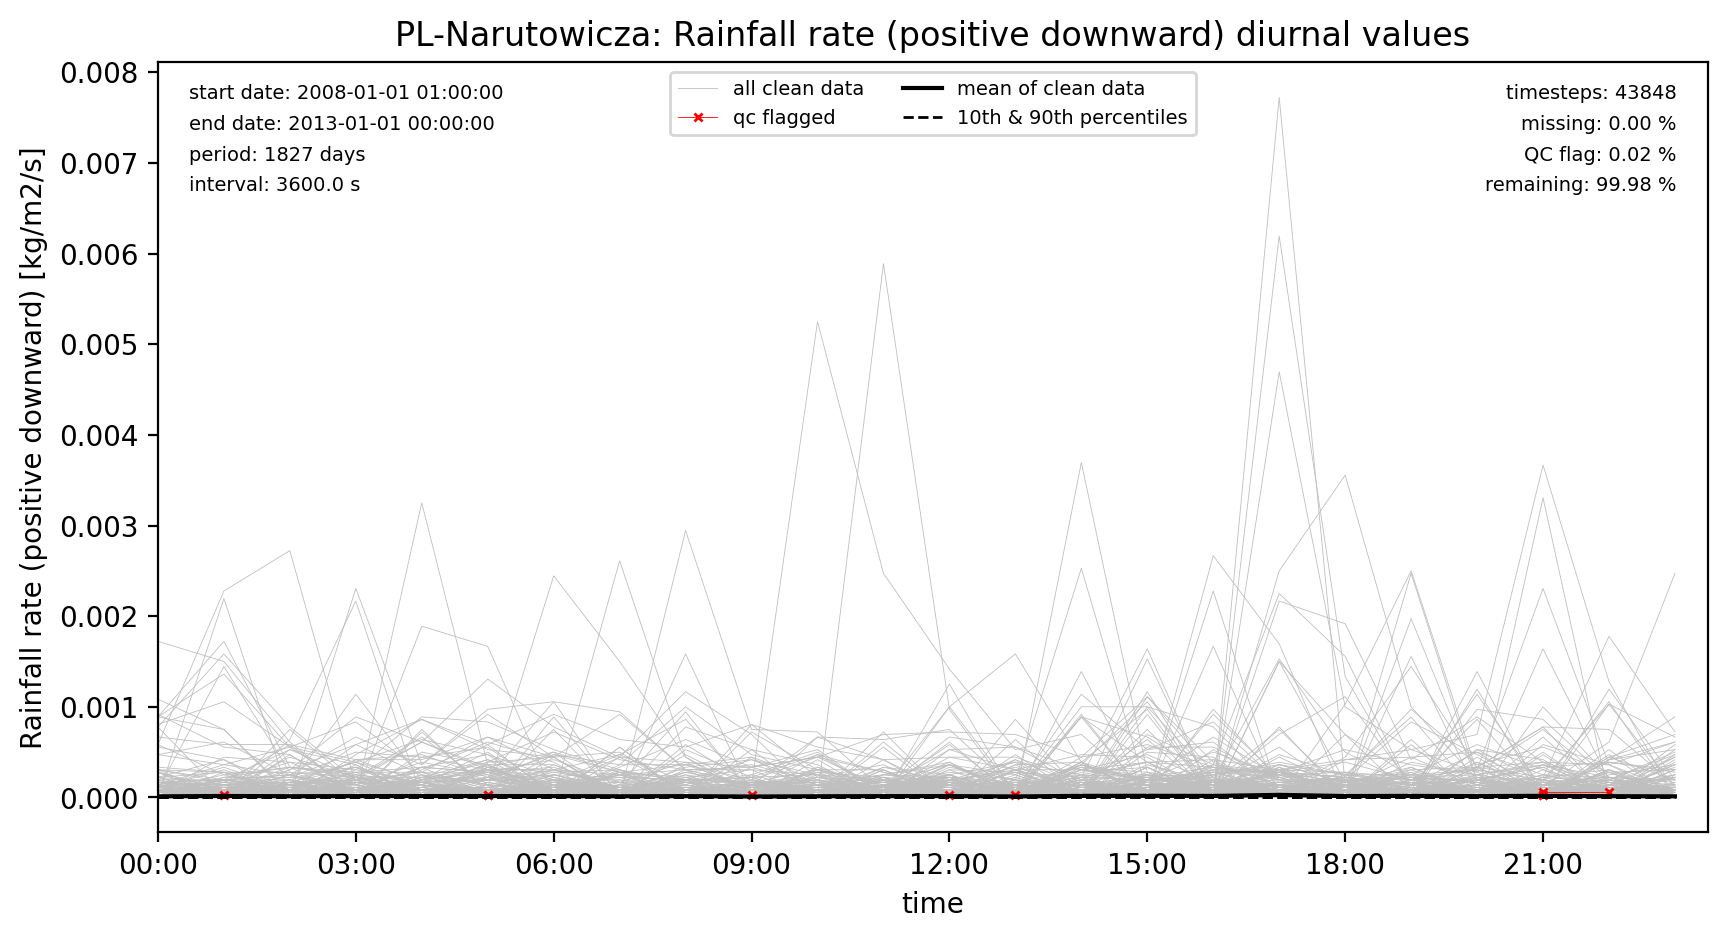 PL-Narutowicza: Rainfall rate (positive downward) diurnal values
start date: 2008-01-01 01:00:00
end date: 2013-01-01 00:00:00
period: 1827 days
interval: 3600.0 s
all clean data
qc flagged
mean of clean data
10th & 90th percentiles
timesteps: 43848
missing: 0.00 %
QC flag: 0.02 %
remaining: 99.98 %
Rainfall rate (positive downward) [kg/m2/s]
0.008
0.007
0.006
0.005
0.004
0.003
0.002
0.001
0.000
00:00 03:00 06:00 09:00 12:00 15:00 18:00 21:00
time